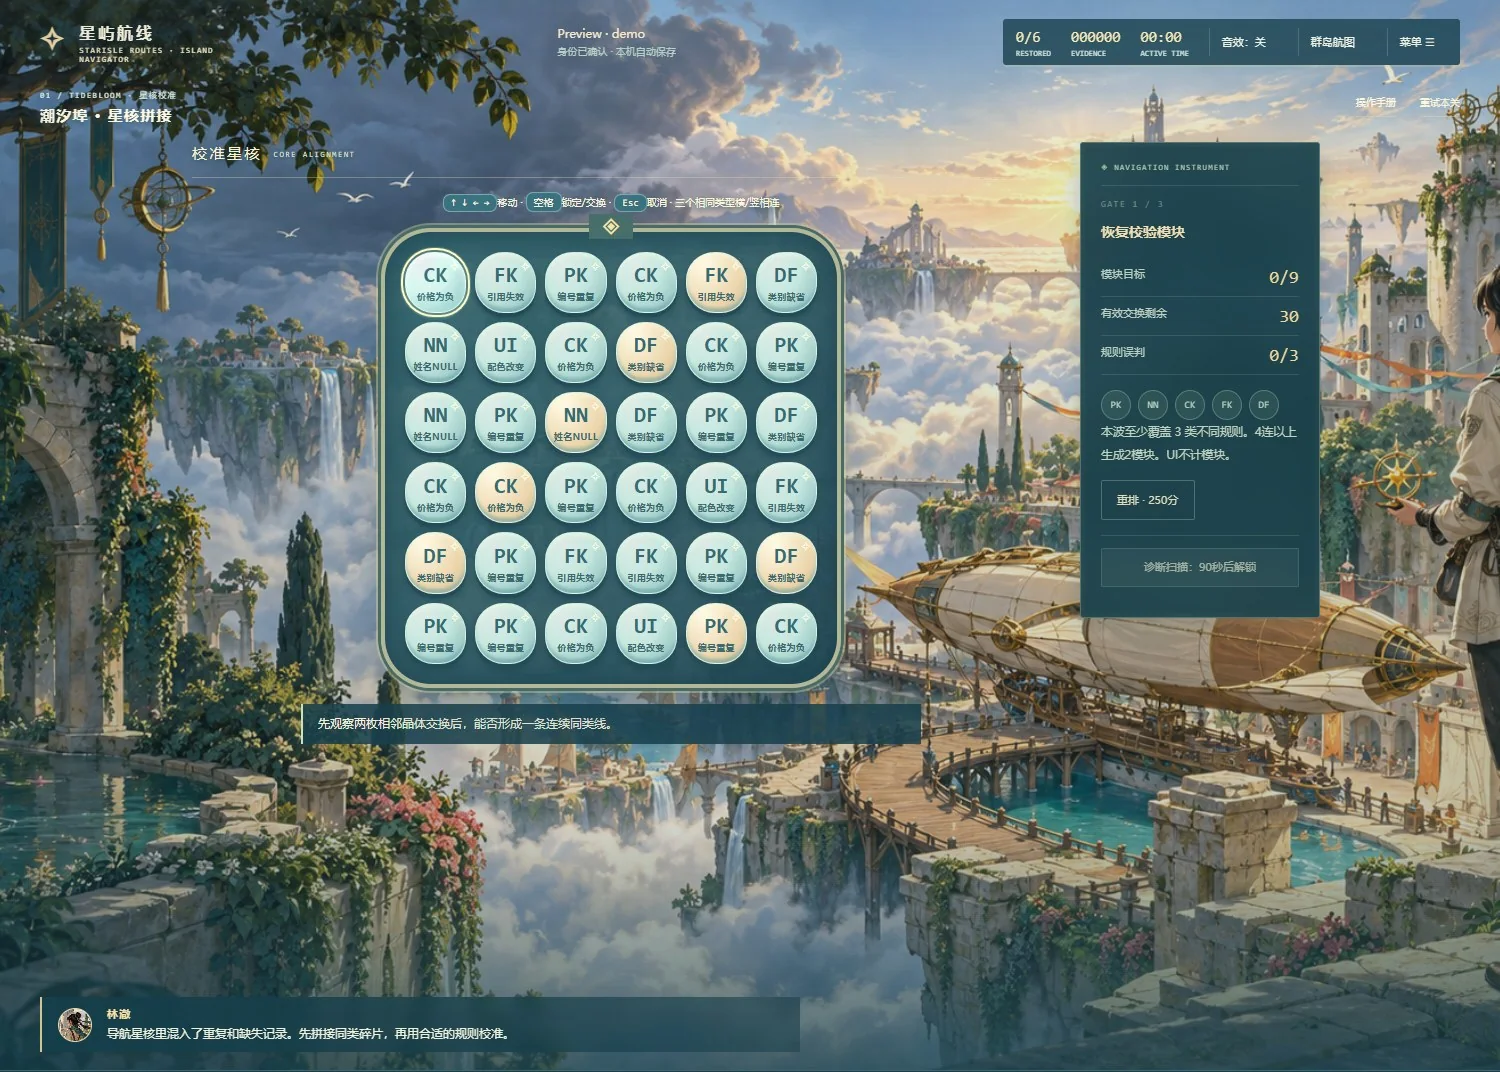 星屿航线
STARISLE ROUTES · ISLAND NAVIGATOR
Preview · demo
身份已确认 · 本机自动保存
0/6 000000 00:00
RESTORED EVIDENCE ACTIVE TIME
音效：关 群岛航图 菜单 ☰
01 / TIDEBLOOM · 星核校准
潮汐埠 · 星核拼接
操作手册 重试本关
校准星核 CORE ALIGNMENT
↑ ↓ ← → 移动 · 空格 锁定/交换 · Esc 取消 · 三个相同类型横/竖相连
CK FK PK CK FK DF
价格为负 引用失效 编号重复 价格为负 引用失效 类别缺省
NN UI CK DF CK PK
姓名NULL 配色改变 价格为负 类别缺省 价格为负 编号重复
NN PK NN DF PK DF
姓名NULL 编号重复 姓名NULL 类别缺省 编号重复 类别缺省
CK CK PK CK UI FK
价格为负 价格为负 编号重复 价格为负 配色改变 引用失效
DF PK FK FK PK DF
类别缺省 编号重复 引用失效 引用失效 编号重复 类别缺省
PK PK CK UI PK CK
编号重复 编号重复 价格为负 配色改变 编号重复 价格为负
先观察两枚相邻晶体交换后，能否形成一条连续同类线。
◈ NAVIGATION INSTRUMENT
GATE 1 / 3
恢复校验模块
模块目标 0/9
有效交换剩余 30
规则误判 0/3
PK NN CK FK DF
本波至少覆盖 3 类不同规则。4连以上
生成2模块。UI不计模块。
重排 · 250分
诊断扫描：90秒后解锁
林澈
导航星核里混入了重复和缺失记录。先拼接同类碎片，再用合适的规则校准。